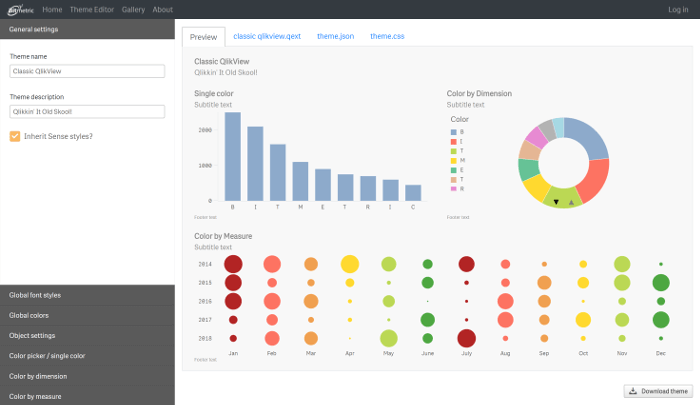 bitmetric Home Theme Editor Gallery About Log in
General settings
Theme name
Classic QlikView
Theme description
Qlikkin' It Old Skool!
Inherit Sense styles?
Global font styles
Global colors
Object settings
Color picker / single color
Color by dimension
Color by measure
Preview classic qlikview.qext theme.json theme.css
Classic QlikView
Qlikkin' It Old Skool!
Single color
Subtitle text
2000
1000
0
B I T M E T R I C
Footer text
Color by Dimension
Subtitle text
Color
B
I
T
M
E
T
R
Footer text
Color by Measure
Subtitle text
2014
2015
2016
2017
2018
Jan Feb Mar Apr May June July Aug Sep Oct Nov Dec
Footer text
Download theme